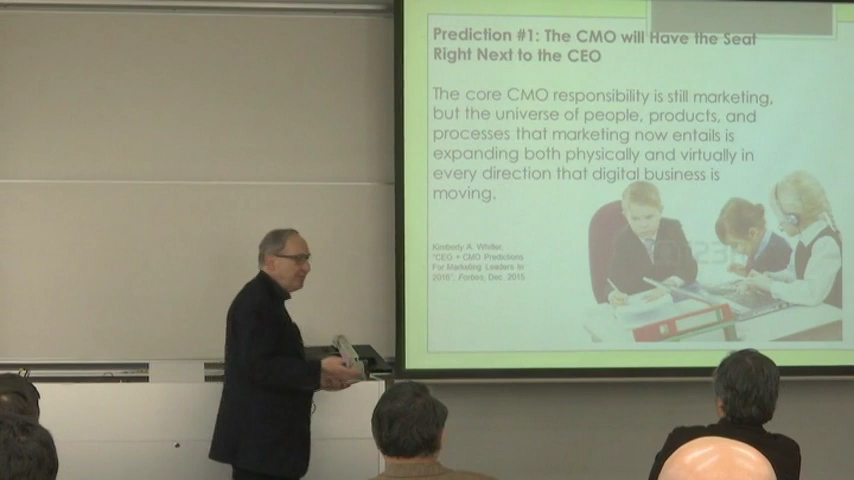 Prediction #1: The CMO will Have the Seat
Right Next to the CEO
The core CMO responsibility is still marketing,
but the universe of people, products, and
processes that marketing now entails is
expanding both physically and virtually in
every direction that digital business is
moving.
Kimberly A. Whitler,
"CEO + CMO Predictions
For Marketing Leaders In
2016", Forbes, Dec. 2015